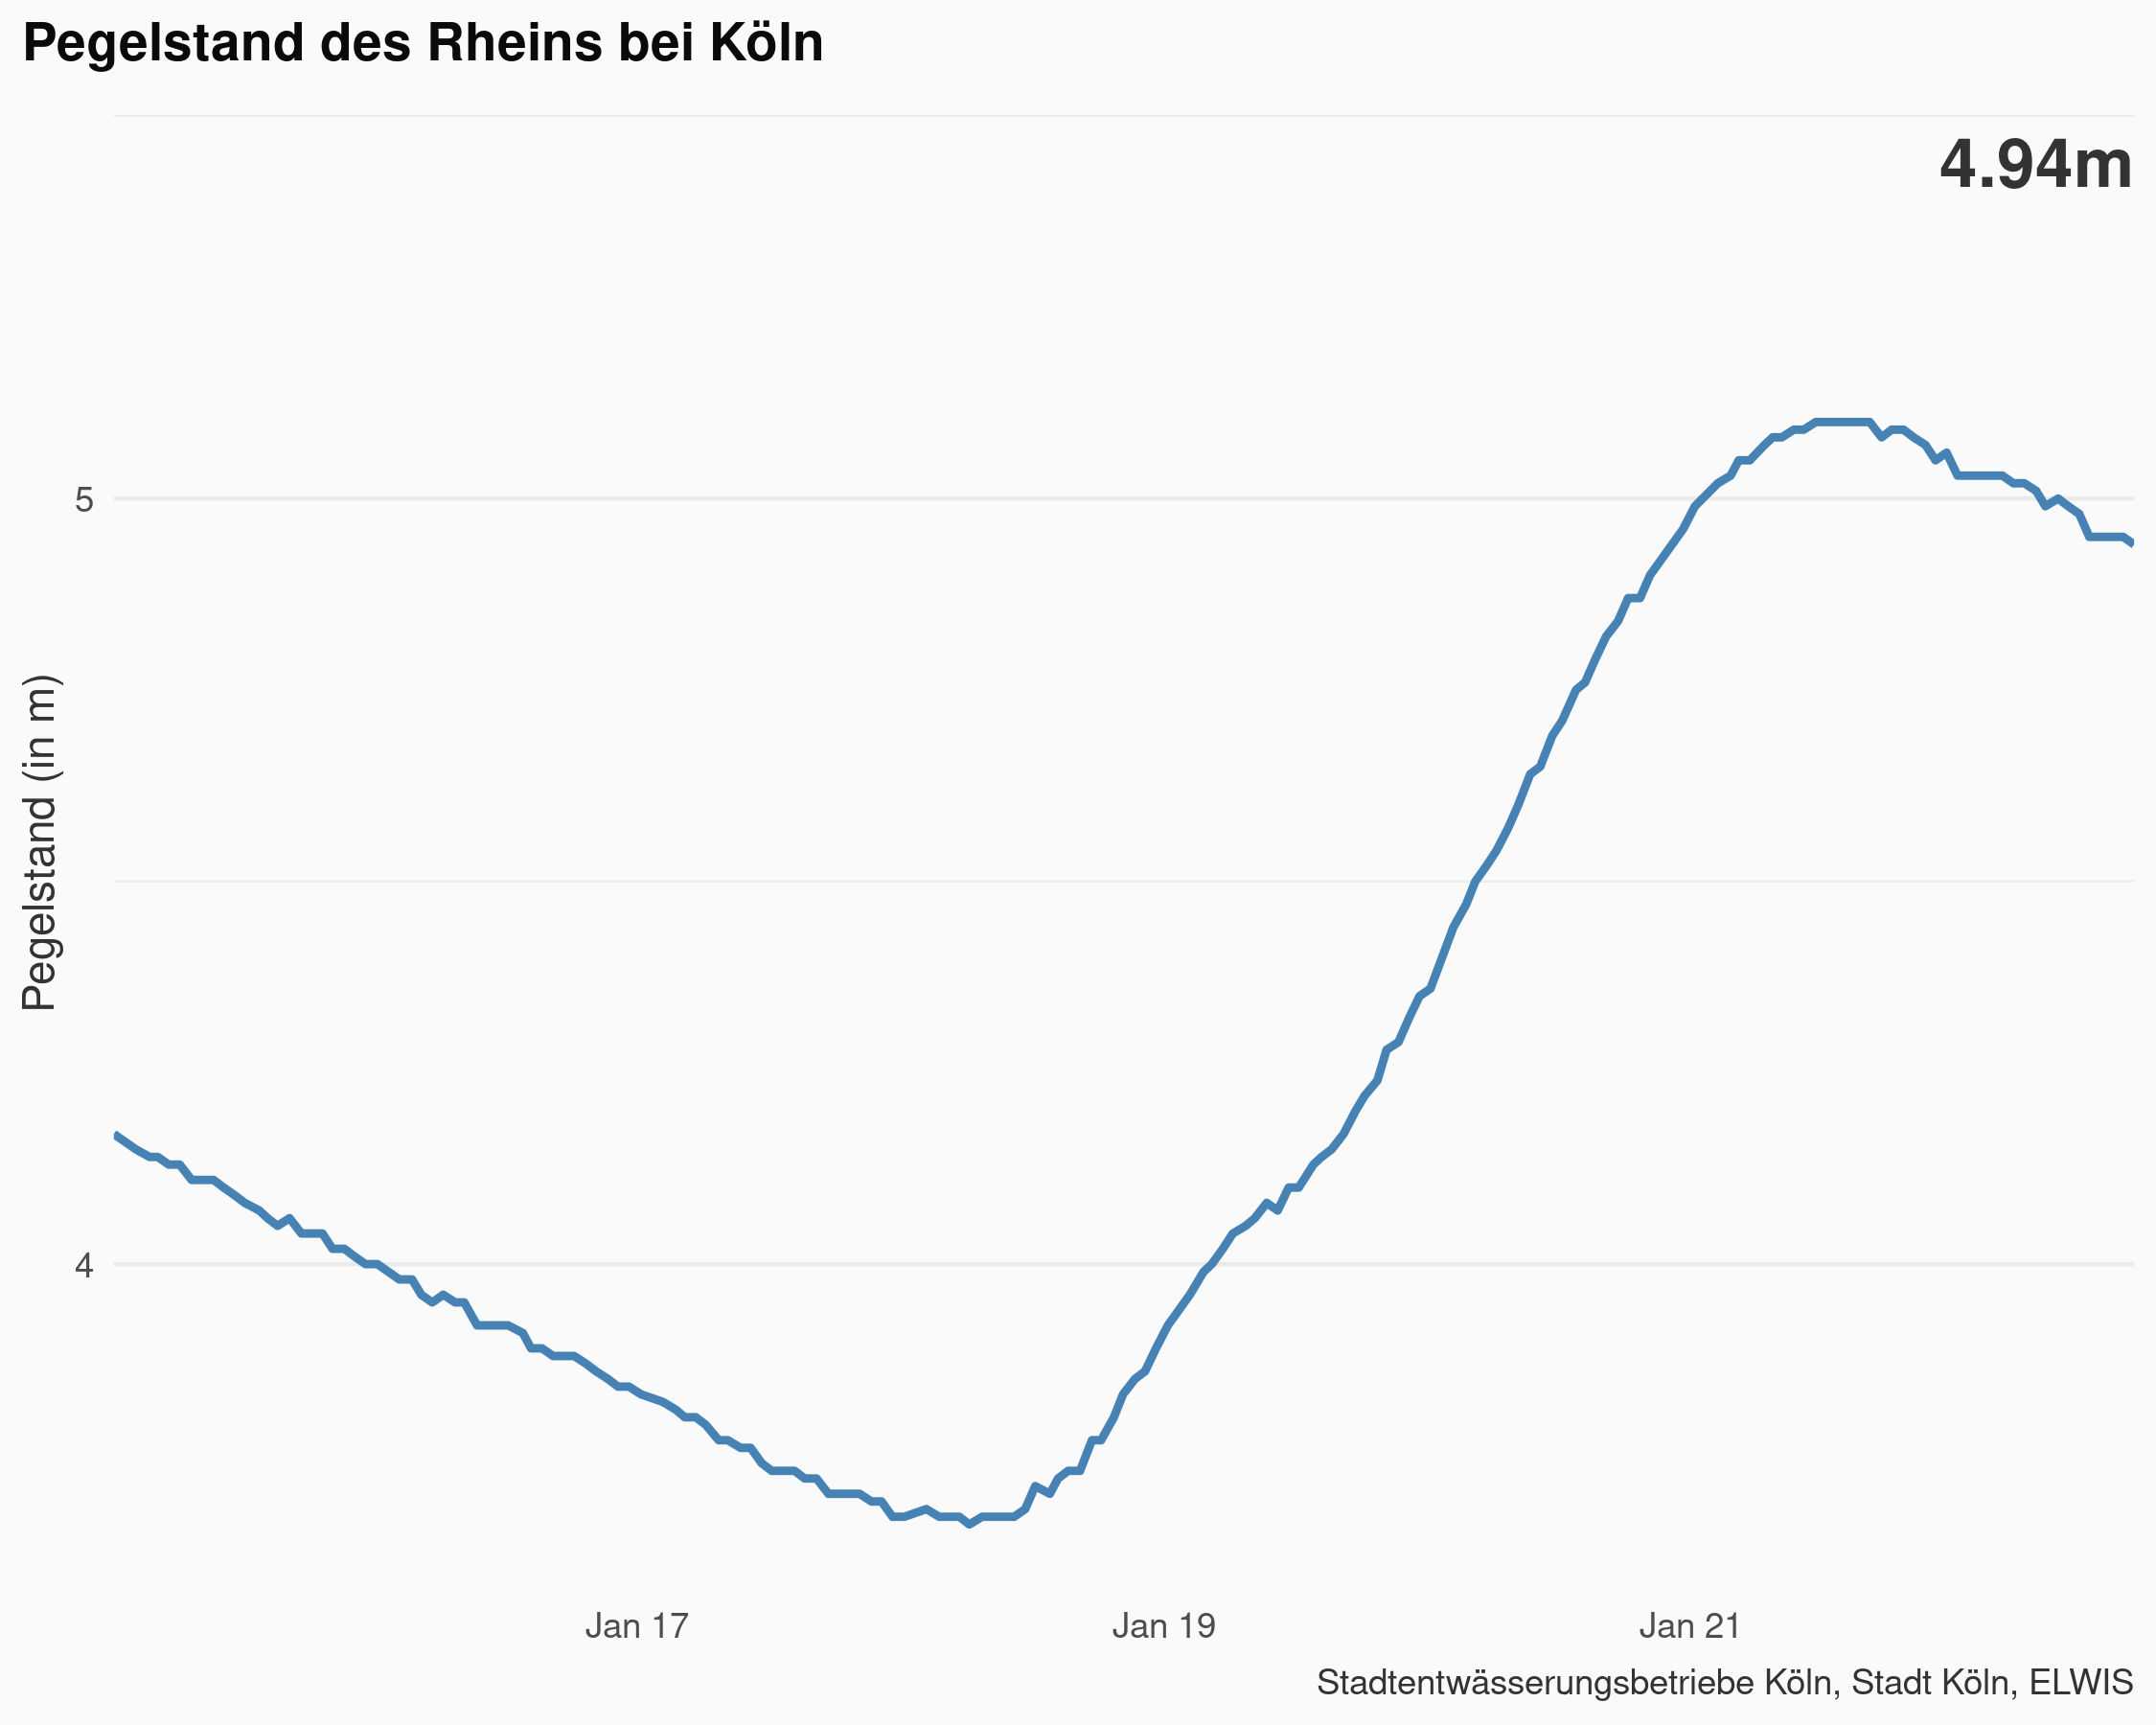 Pegelstand des Rheins bei Köln
4.94m
Pegelstand (in m)
5
4
Jan 17
Jan 19
Jan 21
Stadtentwässerungsbetriebe Köln, Stadt Köln, ELWIS